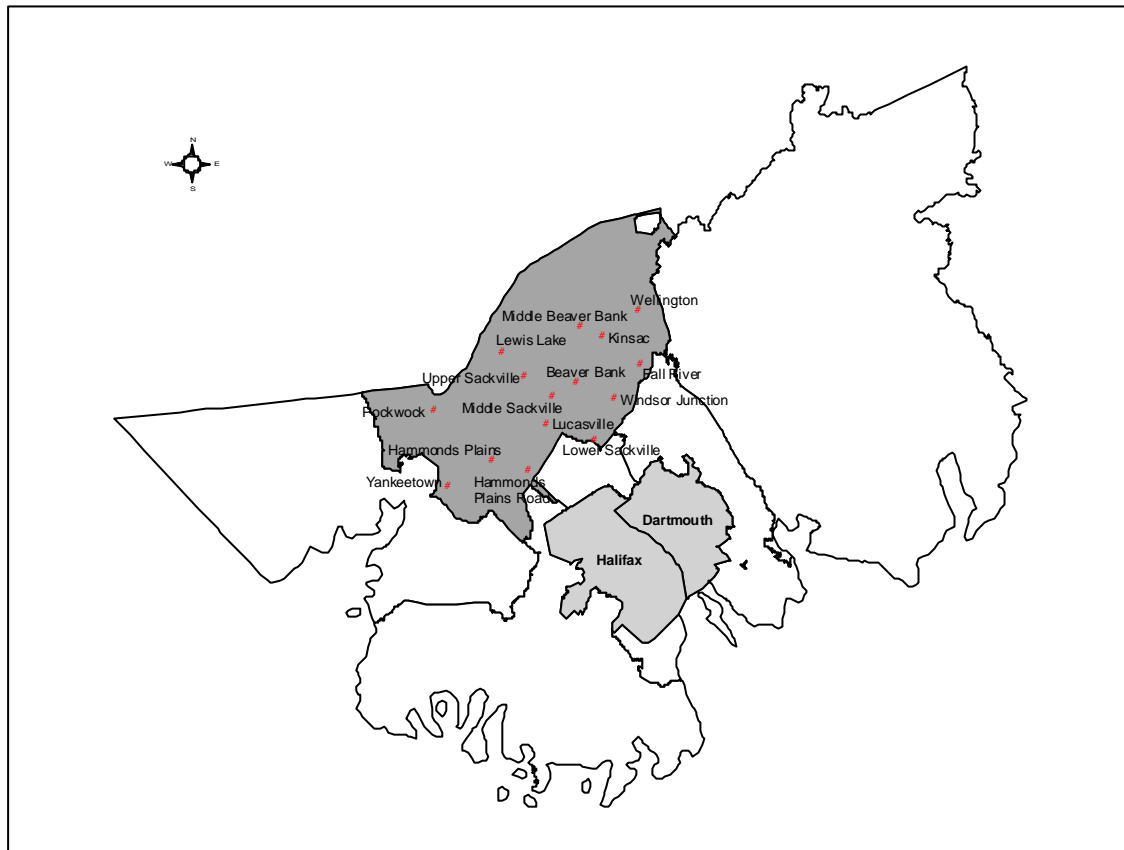 N
W E
S
Wellington
Middle Beaver Bank
#
# # Kinsac
Lewis Lake
#
Upper Sackville #
Beaver Bank
#
#
Fall River
Pockwock #
Middle Sackville
#
# Windsor Junction
# Lucasville
#
Lower Sackville
Hammonds Plains
#
Yankeetown #
#
Hammonds
Plains Road
Dartmouth
Halifax